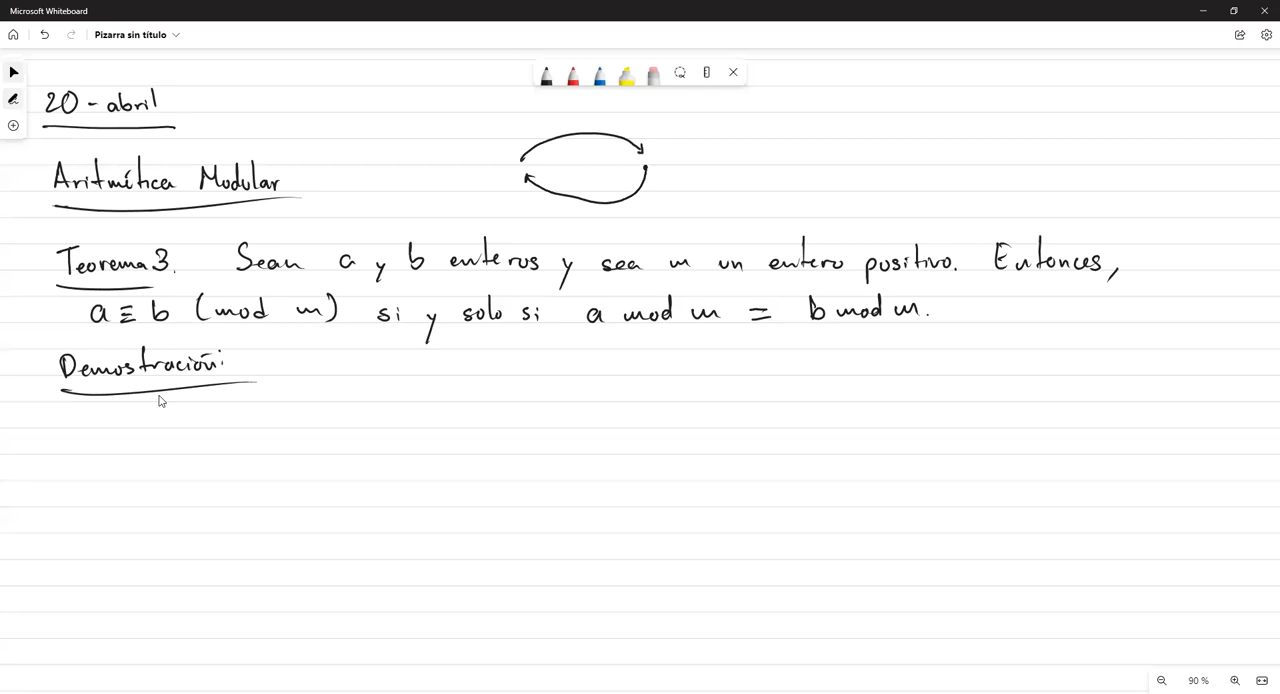 Microsoft Whiteboard
Pizarra sin título
20 - abril
Aritmética Modular
Teorema 3. Sean a y b enteros y sea m un entero positivo. Entonces,
a ≡ b (mod m) si y solo si a mod m = b mod m.
Demostración:
90 %